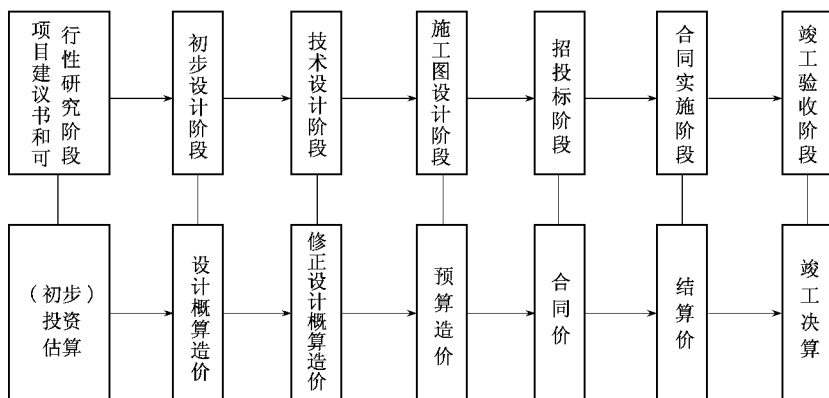 项目建议书和可
行性研究阶段
初步设计阶段
技术设计阶段
施工图设计阶段
招投标阶段
合同实施阶段
竣工验收阶段
（初步）
投资
估算
设计概算造价
修正设计概算造价
预算造价
合同价
结算价
竣工决算